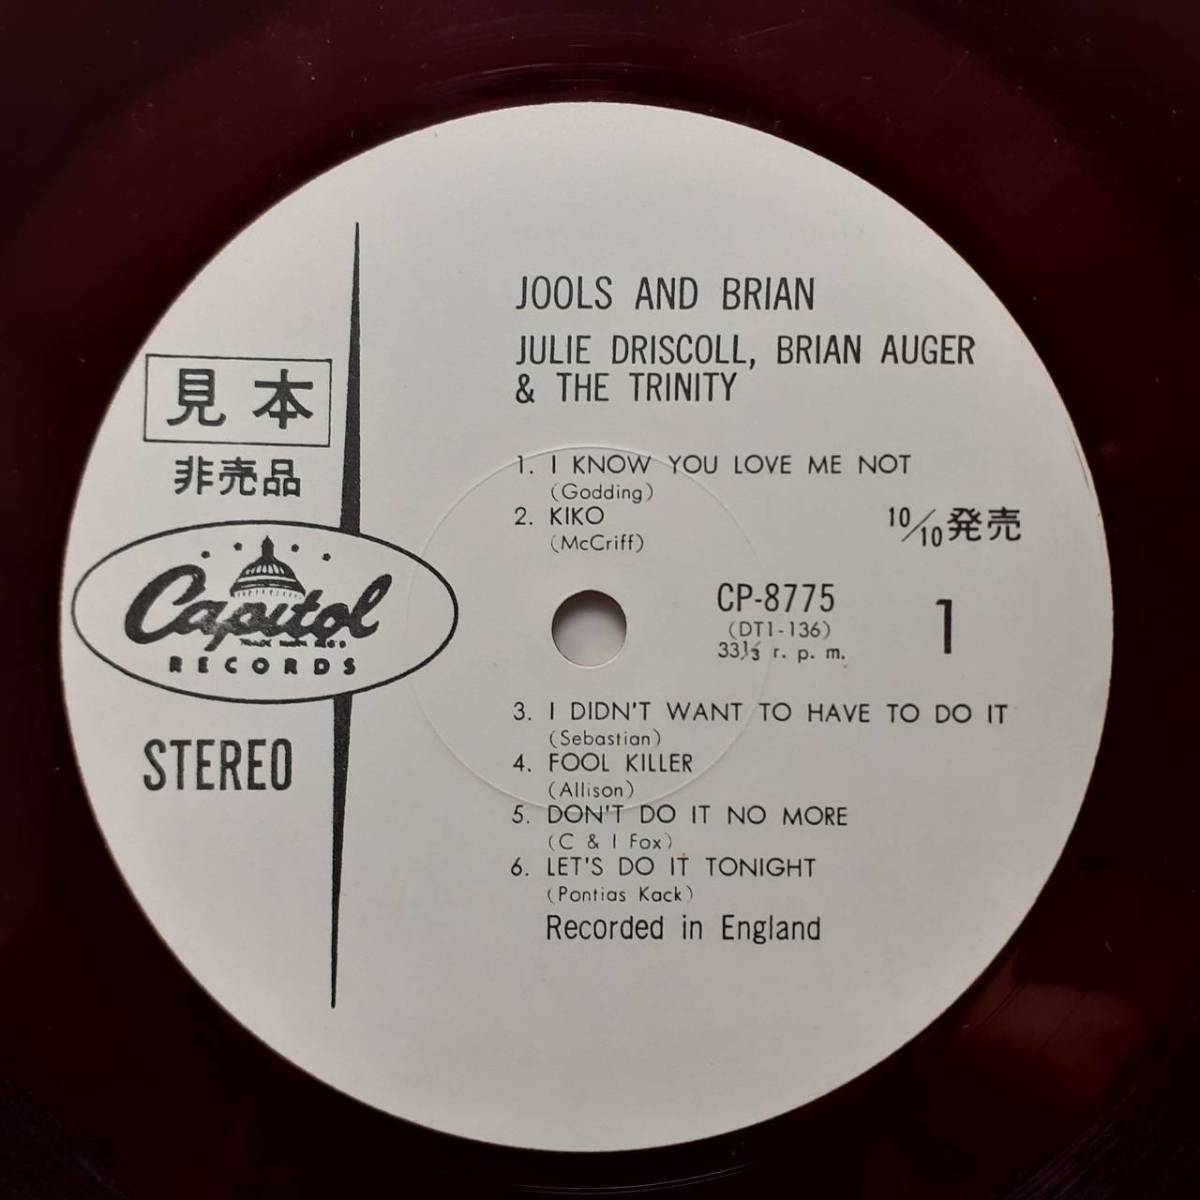 JOOLS AND BRIAN
JULIE DRISCOLL, BRIAN AUGER
& THE TRINITY
見本
非売品
1. I KNOW YOU LOVE ME NOT
(Godding)
2. KIKO
(McCriff)
10/10発売
Capitol
TRADE MARK REG'D
RECORDS
CP-8775
(DT1-136)
33⅓ r. p. m.
1
STEREO
3. I DIDN'T WANT TO HAVE TO DO IT
(Sebastian)
4. FOOL KILLER
(Allison)
5. DON'T DO IT NO MORE
(C & I Fox)
6. LET'S DO IT TONIGHT
(Pontias Kack)
Recorded in England